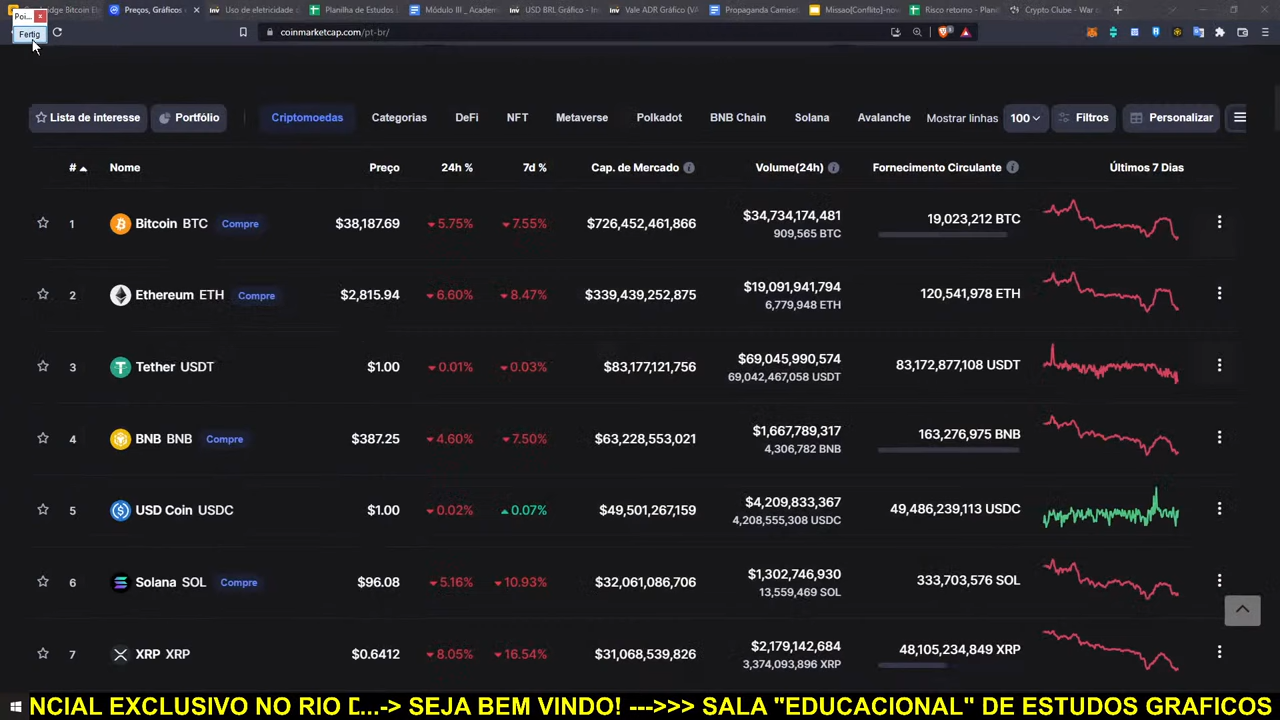 Poi...
Fertig
Preços, Gráficos e
Uso de eletricidade d
Planilha de Estudos
Módulo III _ Academ
USD BRL Gráfico - Inv
Vale ADR Gráfico (VA
Propaganda Camiset
Missao[Conflito]-nov
Risco retorno - Plani
Crypto Clube - War s
coinmarketcap.com/pt-br/
Lista de interesse
Portfólio
Criptomoedas
Categorias
DeFi
NFT
Metaverse
Polkadot
BNB Chain
Solana
Avalanche
Mostrar linhas
100
Filtros
Personalizar
# Nome Preço 24h % 7d % Cap. de Mercado Volume(24h) Fornecimento Circulante Últimos 7 Dias
1 Bitcoin BTC Compre $38,187.69 5.75% 7.55% $726,452,461,866 $34,734,174,481 19,023,212 BTC
909,565 BTC
2 Ethereum ETH Compre $2,815.94 6.60% 8.47% $339,439,252,875 $19,091,941,794 120,541,978 ETH
6,779,948 ETH
3 Tether USDT $1.00 0.01% 0.03% $83,177,121,756 $69,045,990,574 83,172,877,108 USDT
69,042,467,058 USDT
4 BNB BNB Compre $387.25 4.60% 7.50% $63,228,553,021 $1,667,789,317 163,276,975 BNB
4,306,782 BNB
5 USD Coin USDC $1.00 0.02% 0.07% $49,501,267,159 $4,209,833,367 49,486,239,113 USDC
4,208,555,308 USDC
6 Solana SOL Compre $96.08 5.16% 10.93% $32,061,086,706 $1,302,746,930 333,703,576 SOL
13,559,469 SOL
7 XRP XRP $0.6412 8.05% 16.54% $31,068,539,826 $2,179,142,684 48,105,234,849 XRP
3,374,093,896 XRP
NCIAL EXCLUSIVO NO RIO D...-> SEJA BEM VINDO! --->>> SALA "EDUCACIONAL" DE ESTUDOS GRAFICOS